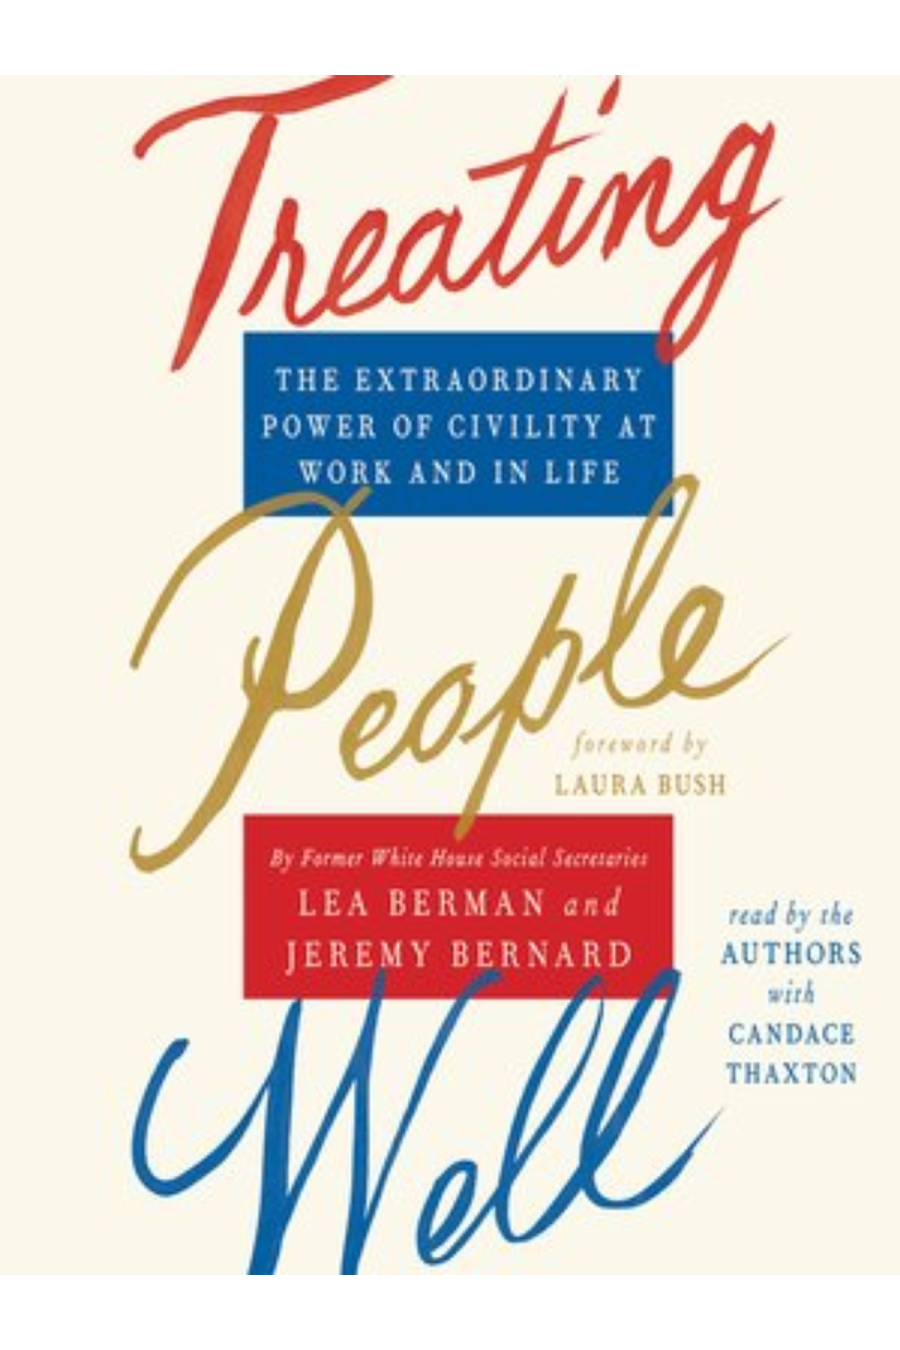 Treating
THE EXTRAORDINARY
POWER OF CIVILITY AT
WORK AND IN LIFE
People
foreword by
LAURA BUSH
By Former White House Social Secretaries
LEA BERMAN and
JEREMY BERNARD
read by the
AUTHORS
with
CANDACE
THAXTON
Well